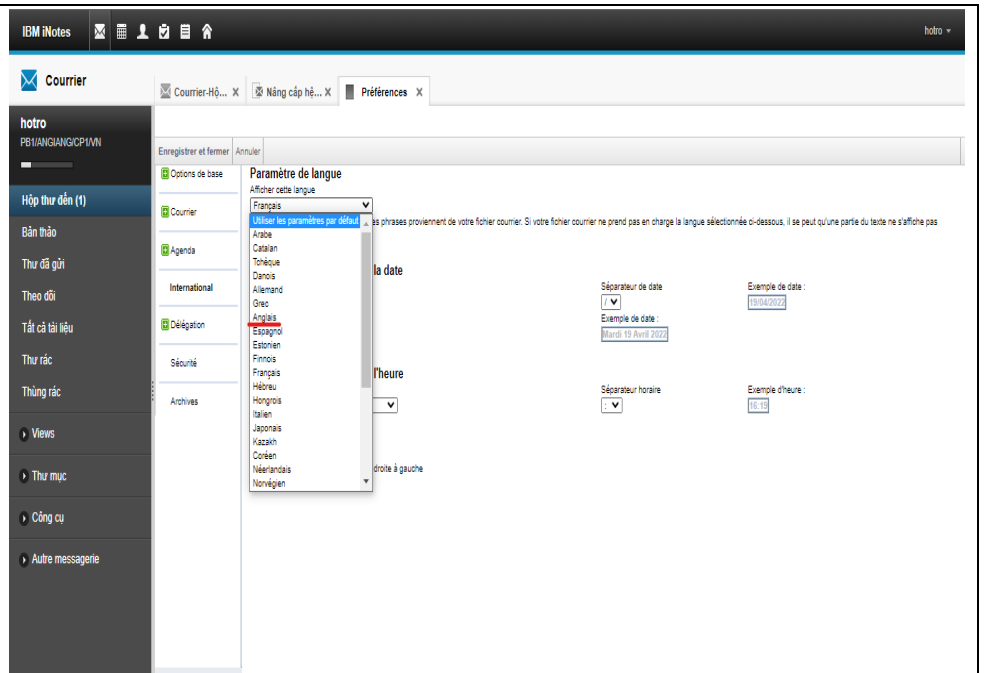 IBM iNotes
hotro
Courrier
Courrier-Hộ... X
Nâng cấp hệ... X
Préférences X
hotro
PB1/ANGIANG/CP1/VN
Hộp thư đến (1)
Bản thảo
Thư đã gửi
Theo dõi
Tất cả tài liệu
Thư rác
Thùng rác
Views
Thư mục
Công cụ
Autre messagerie
Enregistrer et fermer
Annuler
Options de base
Courrier
Agenda
International
Délégation
Sécurité
Archives
Paramètre de langue
Afficher cette langue
Français
Utiliser les paramètres par défaut
Arabe
Catalan
Tchèque
Danois
Allemand
Grec
Anglais
Espagnol
Estonien
Finnois
Français
Hébreu
Hongrois
Italien
Japonais
Kazakh
Coréen
Néerlandais
Norvégien
es phrases proviennent de votre fichier courrier. Si votre fichier courrier ne prend pas en charge la langue sélectionnée ci-dessous, il se peut qu'une partie du texte ne s'affiche pas
la date
Séparateur de date
/
Exemple de date :
19/04/2022
Exemple de date :
Mardi 19 Avril 2022
l'heure
Séparateur horaire
:
Exemple d'heure :
16:19
droite à gauche